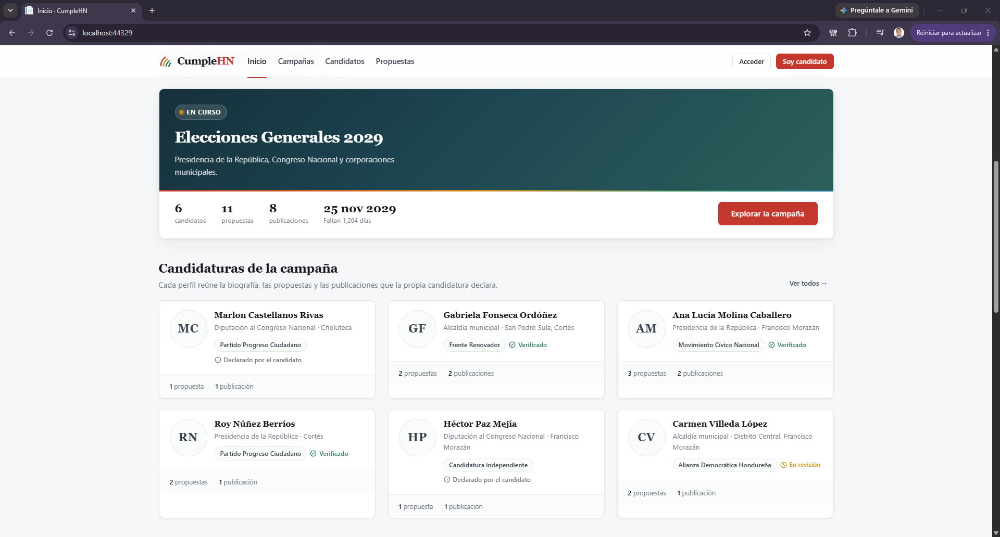 Inicio · CumpleHN
Pregúntale a Gemini
localhost:44329
Reiniciar para actualizar
CumpleHN
Inicio
Campañas
Candidatos
Propuestas
Acceder
Soy candidato
EN CURSO
Elecciones Generales 2029
Presidencia de la República, Congreso Nacional y corporaciones
municipales.
6
candidatos
11
propuestas
8
publicaciones
25 nov 2029
Faltan 1,204 días
Explorar la campaña
Candidaturas de la campaña
Cada perfil reúne la biografía, las propuestas y las publicaciones que la propia candidatura declara.
Ver todos →
MC
Marlon Castellanos Rivas
Diputación al Congreso Nacional · Choluteca
Partido Progreso Ciudadano
Declarado por el candidato
1 propuesta
1 publicación
GF
Gabriela Fonseca Ordóñez
Alcaldía municipal · San Pedro Sula, Cortés
Frente Renovador
Verificado
2 propuestas
2 publicaciones
AM
Ana Lucía Molina Caballero
Presidencia de la República · Francisco Morazán
Movimiento Cívico Nacional
Verificado
3 propuestas
2 publicaciones
RN
Roy Núñez Berríos
Presidencia de la República · Cortés
Partido Progreso Ciudadano
Verificado
2 propuestas
1 publicación
HP
Héctor Paz Mejía
Diputación al Congreso Nacional · Francisco
Morazán
Candidatura independiente
Declarado por el candidato
1 propuesta
1 publicación
CV
Carmen Villeda López
Alcaldía municipal · Distrito Central, Francisco
Morazán
Alianza Democrática Hondureña
En revisión
2 propuestas
1 publicación